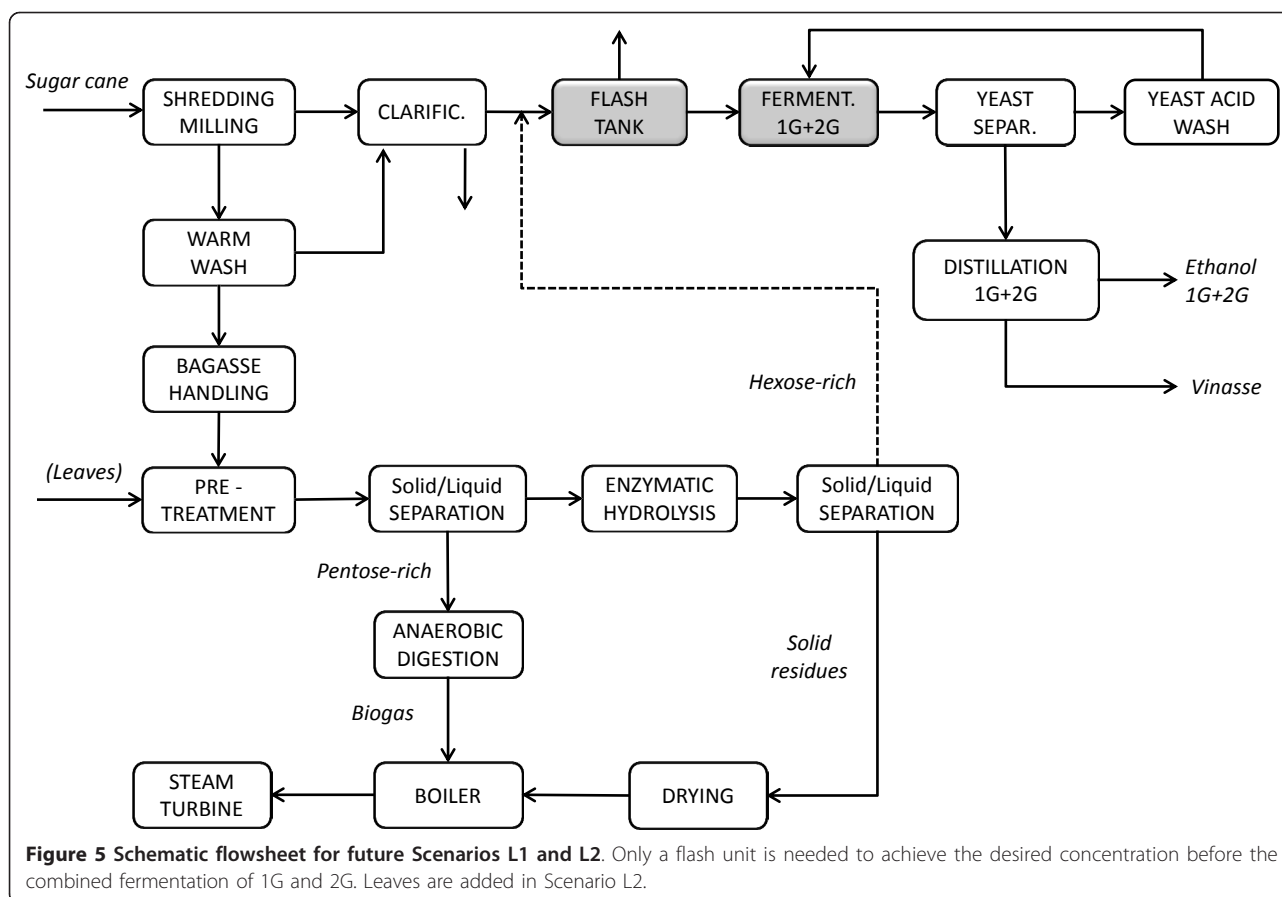 Sugar cane
SHREDDING
MILLING
CLARIFIC.
FLASH
TANK
FERMENT.
1G+2G
YEAST
SEPAR.
YEAST ACID
WASH
WARM
WASH
DISTILLATION
1G+2G
Ethanol
1G+2G
BAGASSE
HANDLING
Hexose-rich
Vinasse
(Leaves)
PRE -
TREATMENT
Solid/Liquid
SEPARATION
ENZYMATIC
HYDROLYSIS
Solid/Liquid
SEPARATION
Pentose-rich
ANAEROBIC
DIGESTION
Solid
residues
Biogas
STEAM
TURBINE
BOILER
DRYING
Figure 5 Schematic flowsheet for future Scenarios L1 and L2. Only a flash unit is needed to achieve the desired concentration before the
combined fermentation of 1G and 2G. Leaves are added in Scenario L2.